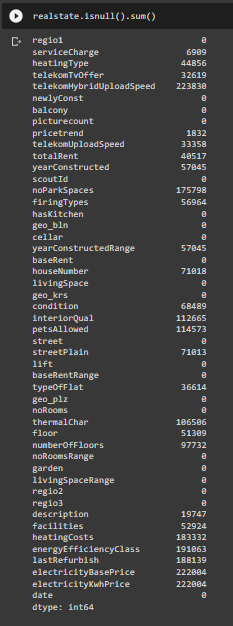 realstate.isnull().sum()
regio1 0
serviceCharge 6909
heatingType 44856
telekomTvOffer 32619
telekomHybridUploadSpeed 223830
newlyConst 0
balcony 0
picturecount 0
pricetrend 1832
telekomUploadSpeed 33358
totalRent 40517
yearConstructed 57045
scoutId 0
noParkSpaces 175798
firingTypes 56964
hasKitchen 0
geo_bln 0
cellar 0
yearConstructedRange 57045
baseRent 0
houseNumber 71018
livingSpace 0
geo_krs 0
condition 68489
interiorQual 112665
petsAllowed 114573
street 0
streetPlain 71013
lift 0
baseRentRange 0
typeOfFlat 36614
geo_plz 0
noRooms 0
thermalChar 106506
floor 51309
numberOfFloors 97732
noRoomsRange 0
garden 0
livingSpaceRange 0
regio2 0
regio3 0
description 19747
facilities 52924
heatingCosts 183332
energyEfficiencyClass 191063
lastRefurbish 188139
electricityBasePrice 222004
electricityKwhPrice 222004
date 0
dtype: int64